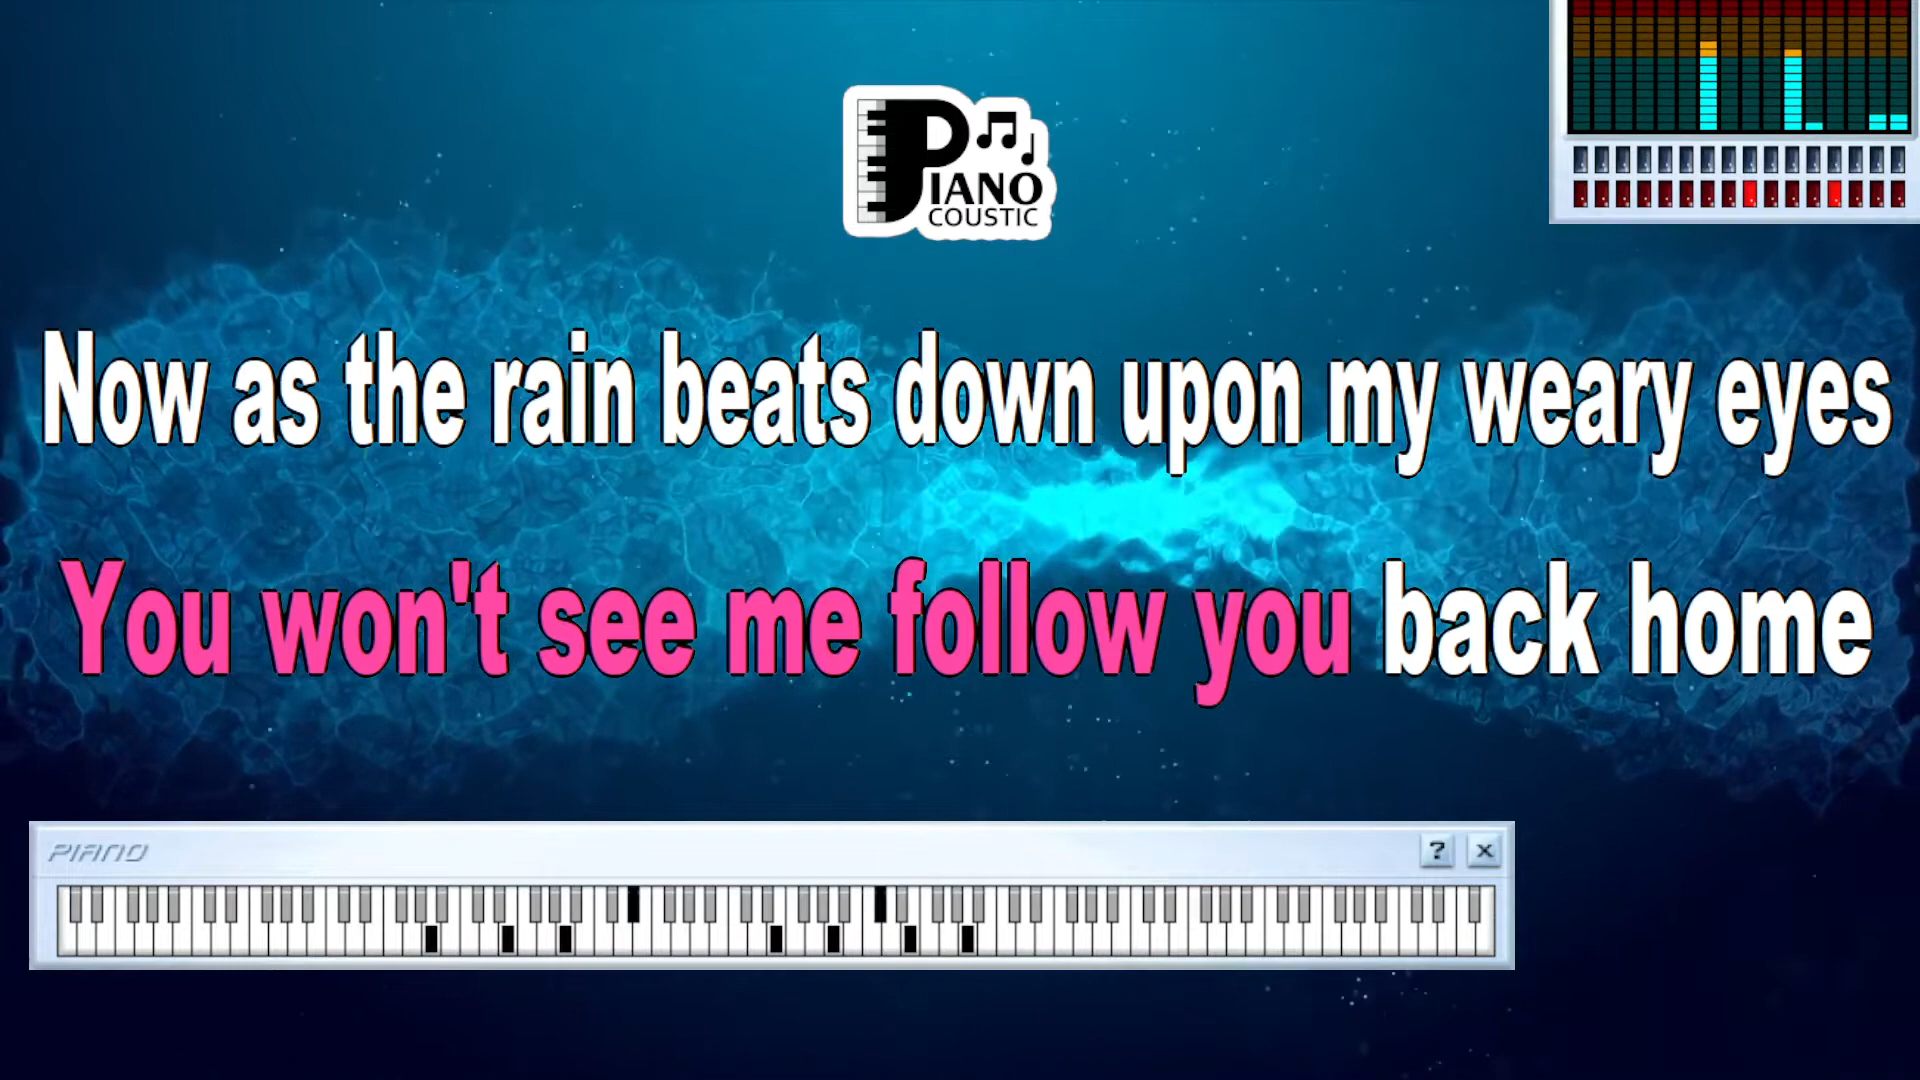 PIANO
COUSTIC
Now as the rain beats down upon my weary eyes
You won't see me follow you back home
PIANO
? x